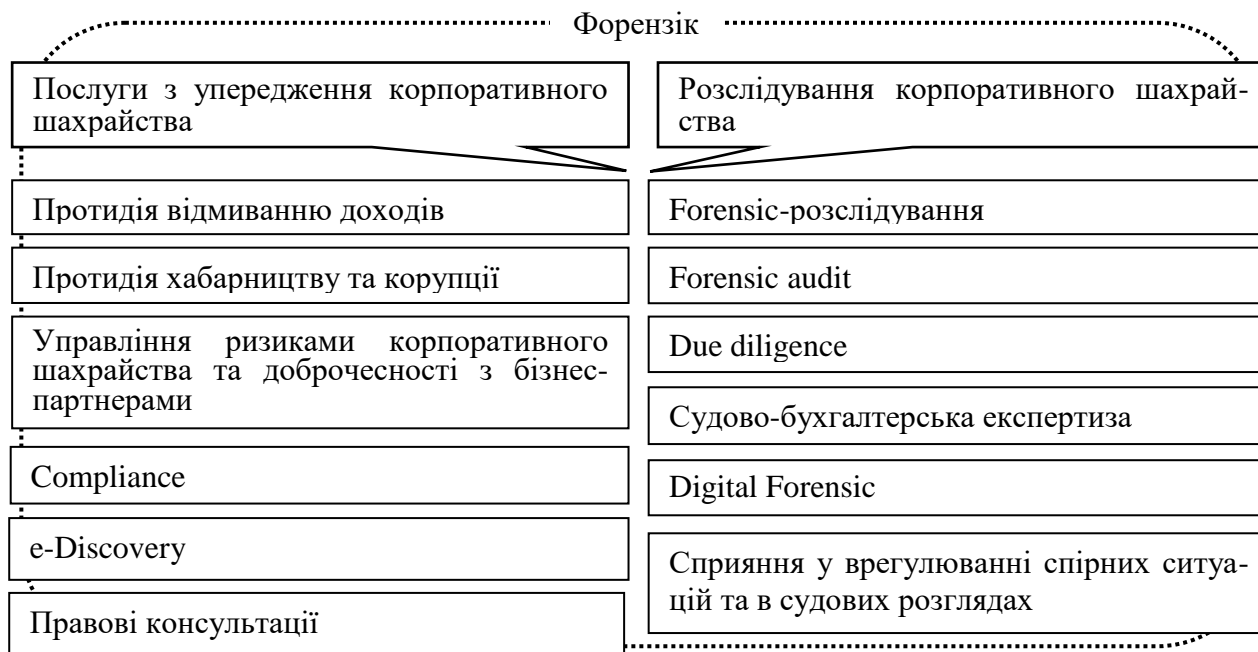 Форензік
Послуги з упередження корпоративного
шахрайства
Протидія відмиванню доходів
Протидія хабарництву та корупції
Управління ризиками корпоративного
шахрайства та доброчесності з бізнес-
партнерами
Compliance
e-Discovery
Правові консультації
Розслідування корпоративного шахрай-
ства
Forensic-розслідування
Forensic audit
Due diligence
Судово-бухгалтерська експертиза
Digital Forensic
Сприяння у врегулюванні спірних ситуа-
цій та в судових розглядах